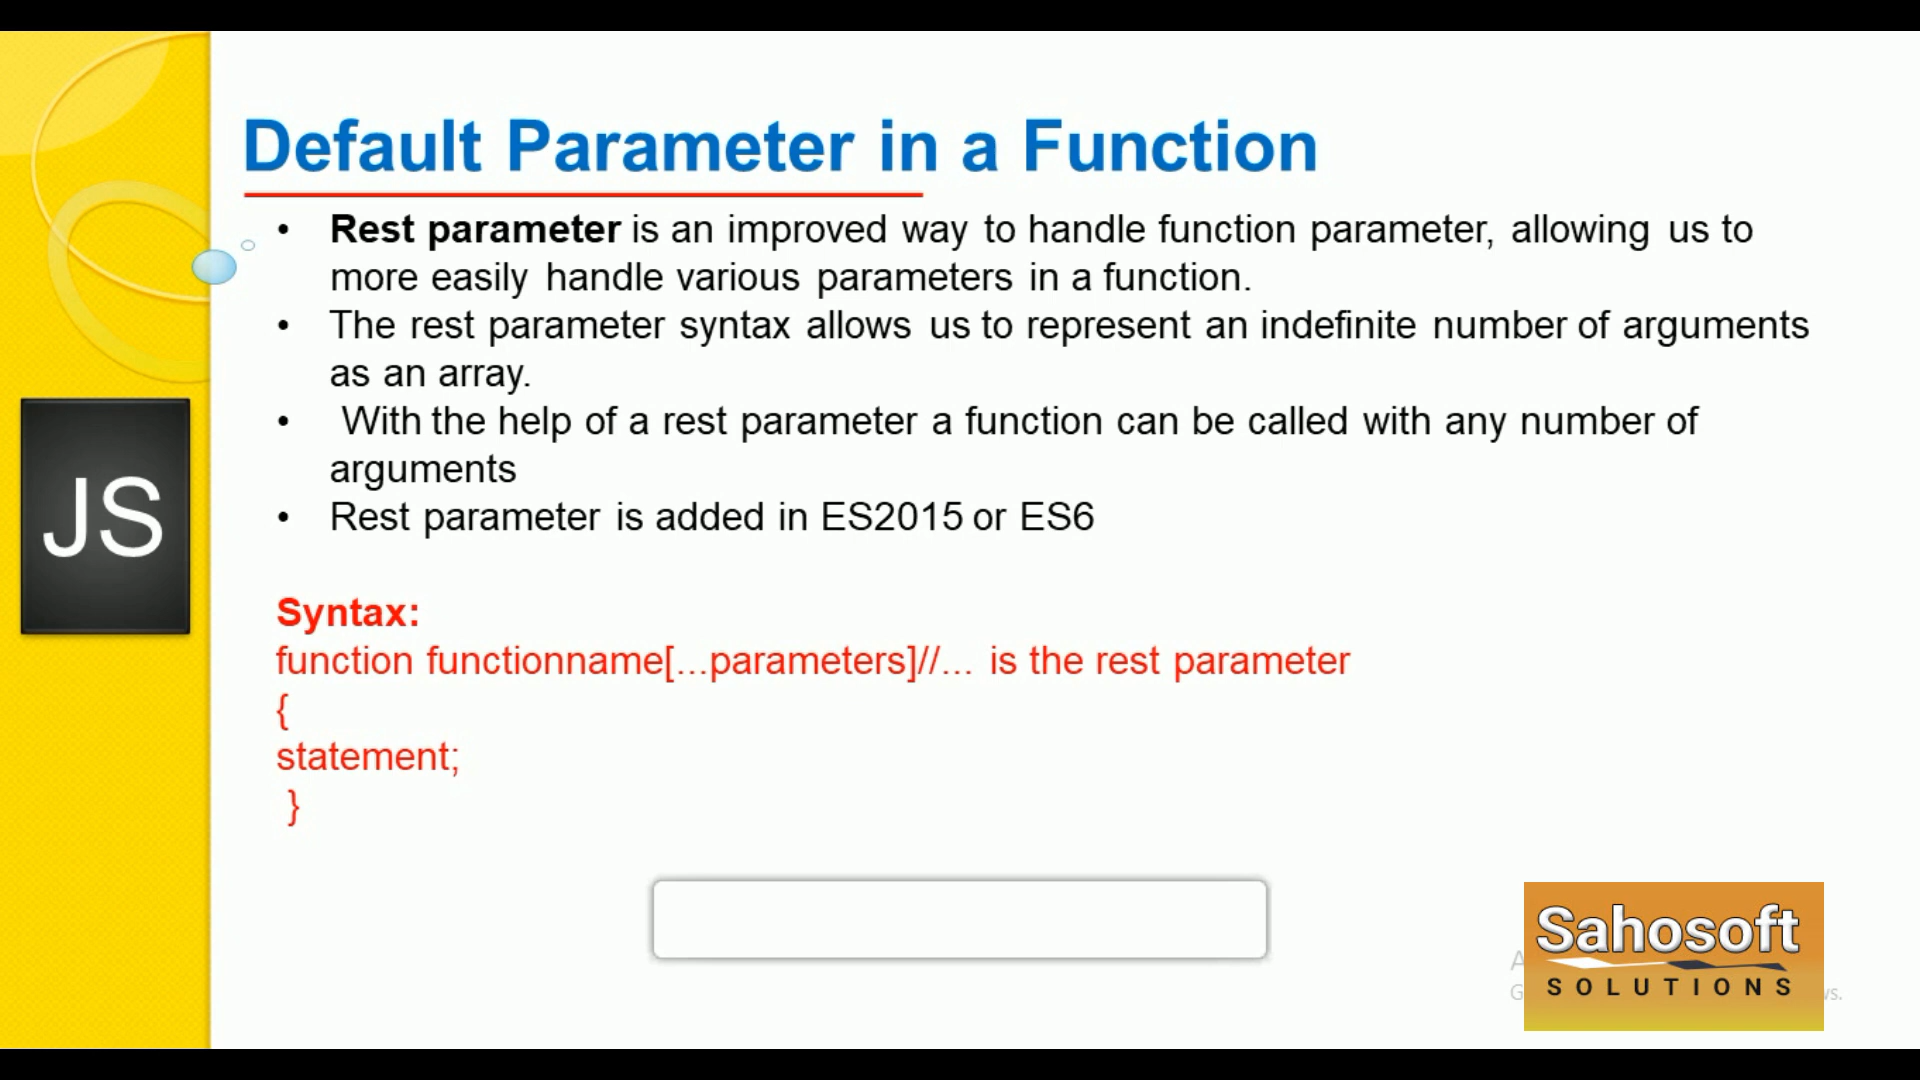 Default Parameter in a Function
• Rest parameter is an improved way to handle function parameter, allowing us to
more easily handle various parameters in a function.
• The rest parameter syntax allows us to represent an indefinite number of arguments
as an array.
• With the help of a rest parameter a function can be called with any number of
arguments
• Rest parameter is added in ES2015 or ES6
JS
Syntax:
function functionname[...parameters]//... is the rest parameter
{
statement;
}
Sahosoft
SOLUTIONS